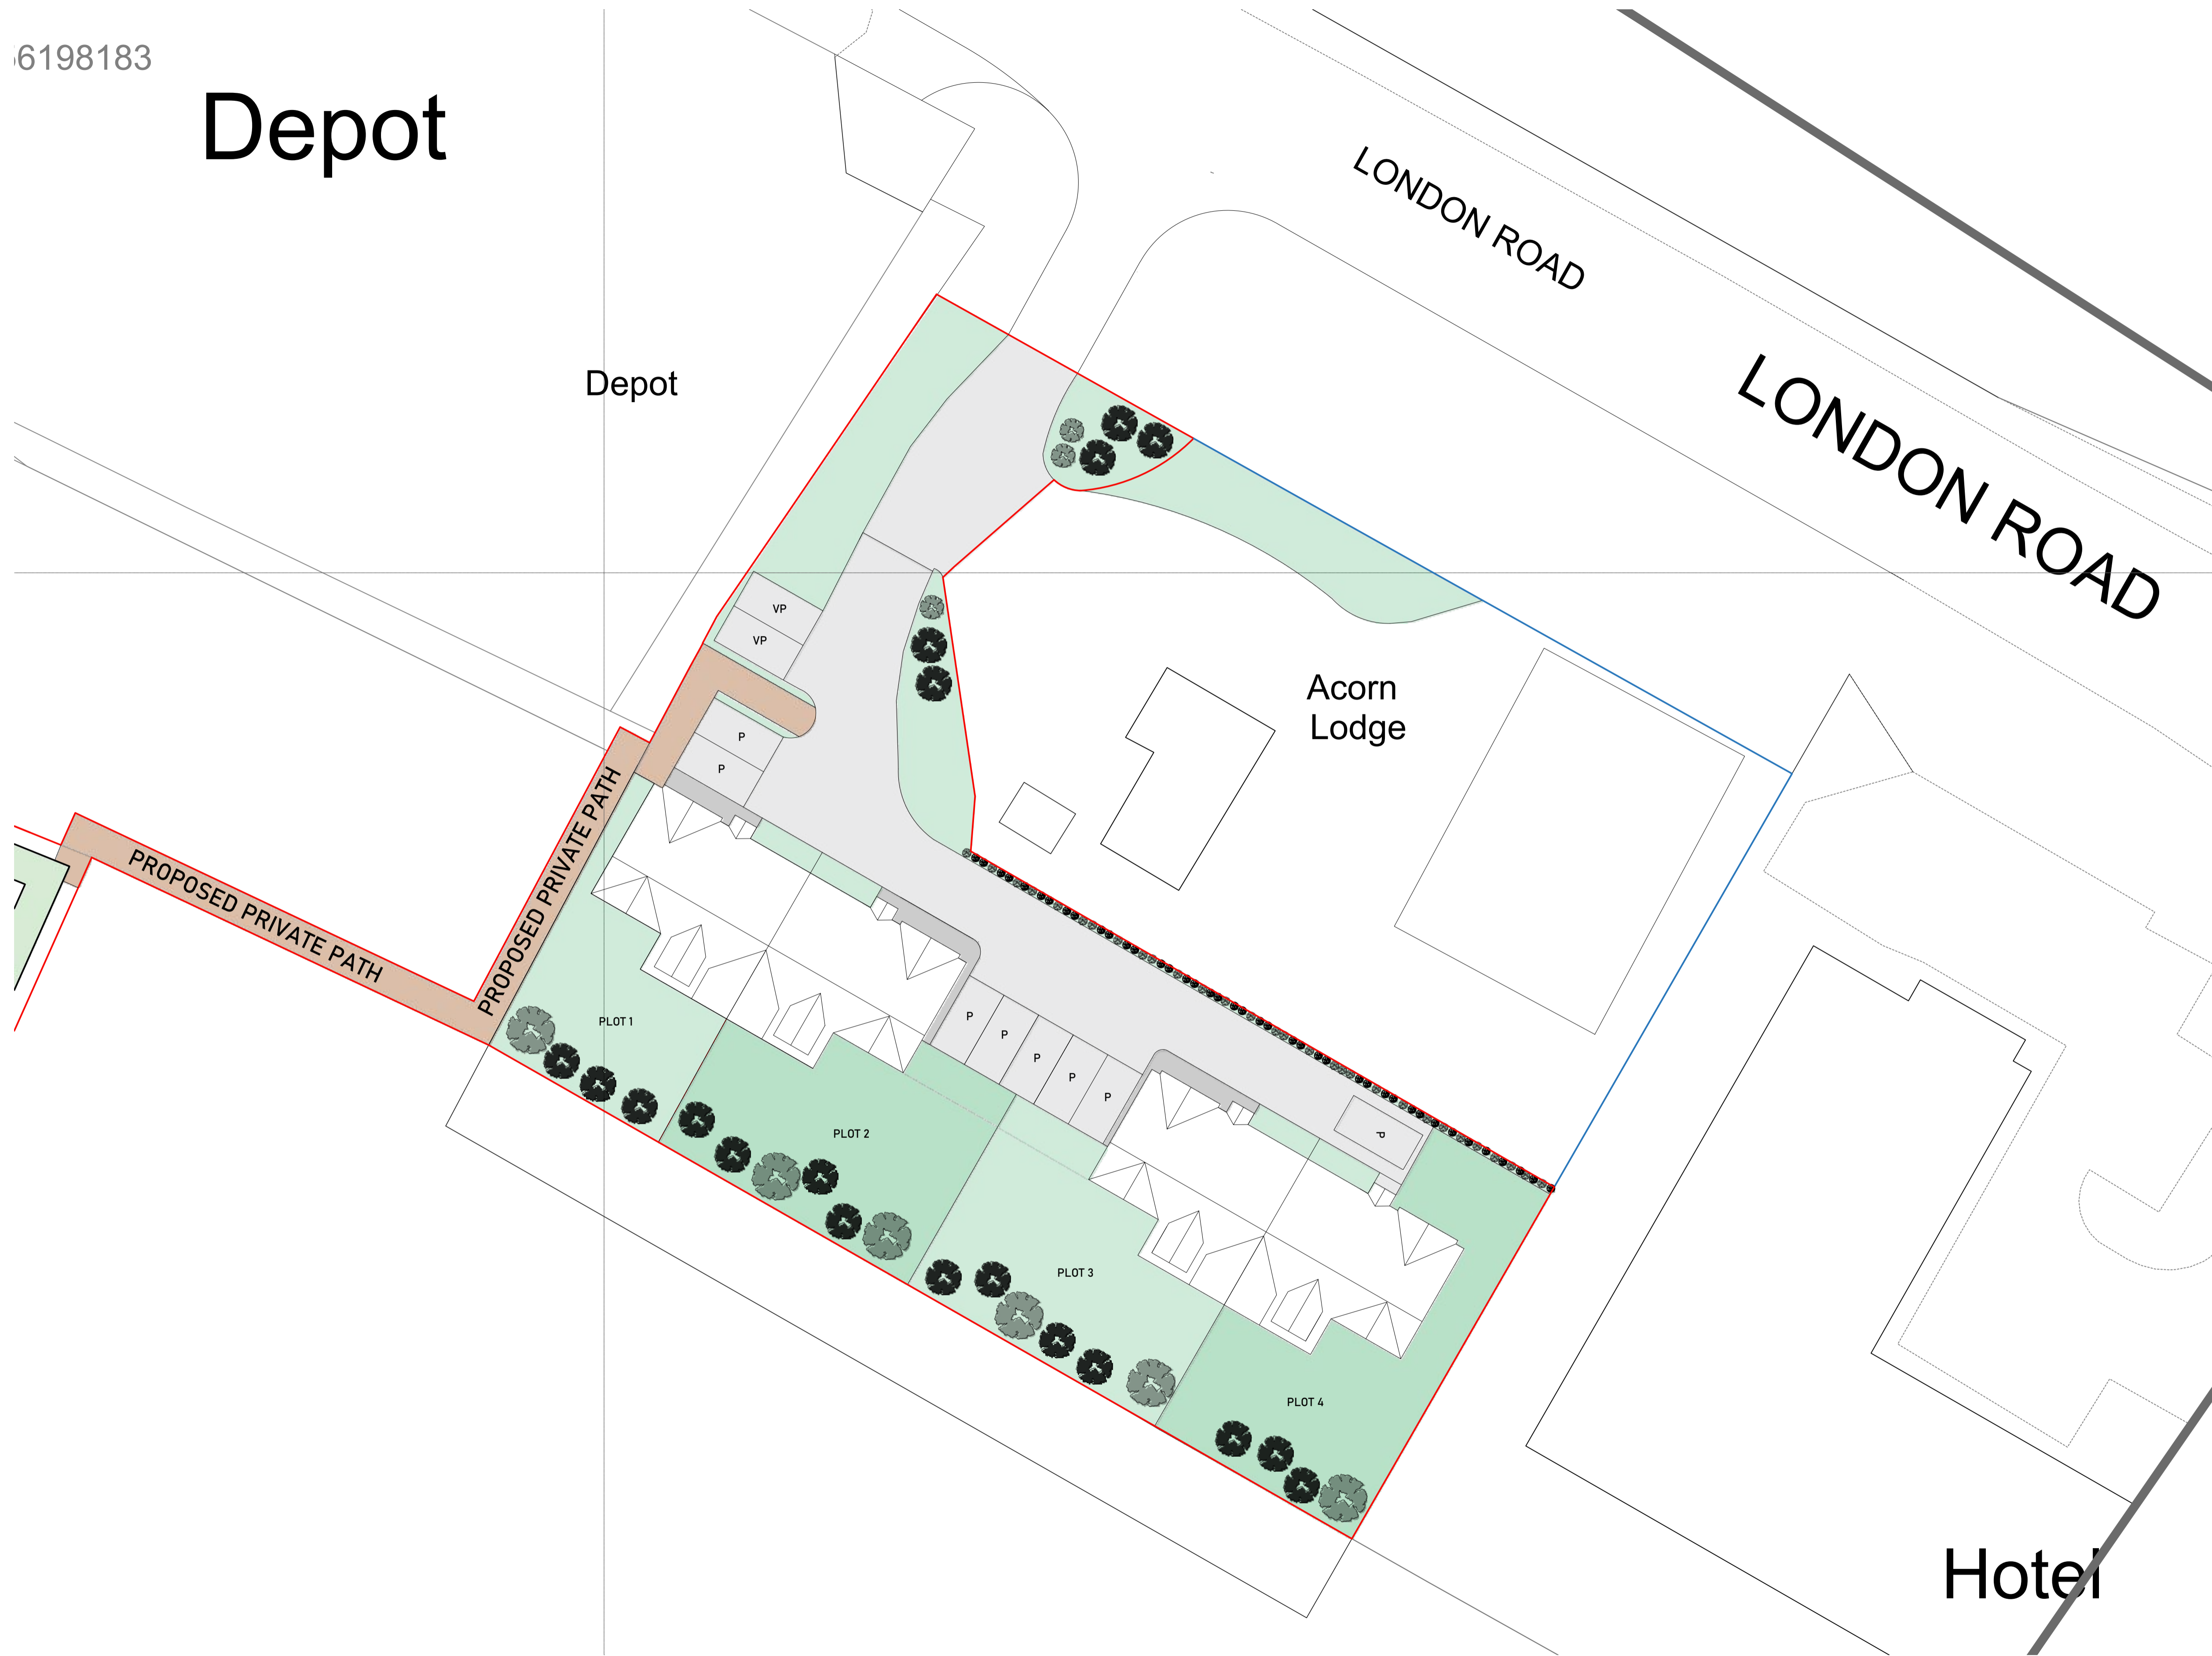 6198183
Depot
LONDON ROAD
LONDON ROAD
Depot
VP
VP
Acorn
Lodge
P
P
PROPOSED PRIVATE PATH
PROPOSED PRIVATE PATH
PLOT 1
P
P
P
P
P
PLOT 2
P
PLOT 3
PLOT 4
Hotel